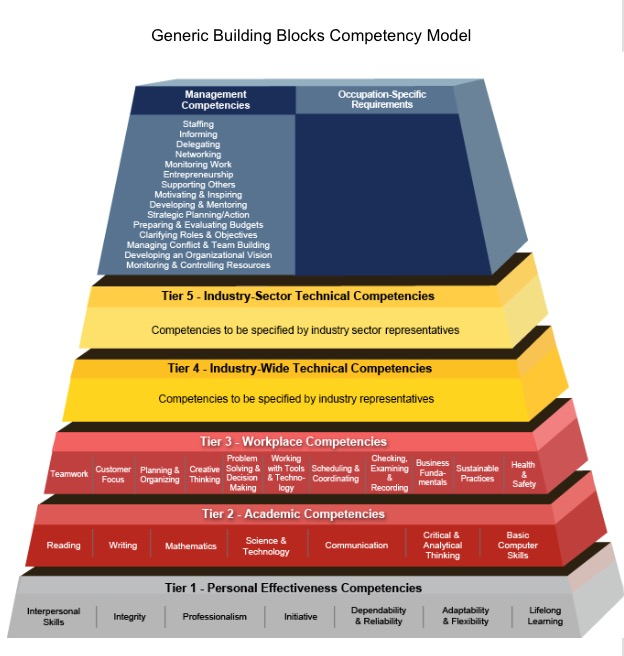 Generic Building Blocks Competency Model
Management
Competencies
Occupation-Specific
Requirements
Staffing
Informing
Delegating
Networking
Monitoring Work
Entrepreneurship
Supporting Others
Motivating & Inspiring
Developing & Mentoring
Strategic Planning/Action
Preparing & Evaluating Budgets
Clarifying Roles & Objectives
Managing Conflict & Team Building
Developing an Organizational Vision
Monitoring & Controlling Resources
Tier 5 - Industry-Sector Technical Competencies
Competencies to be specified by industry sector representatives
Tier 4 - Industry-Wide Technical Competencies
Competencies to be specified by industry representatives
Tier 3 - Workplace Competencies
Teamwork
Customer
Focus
Planning &
Organizing
Creative
Thinking
Problem
Solving &
Decision
Making
Working
with Tools
& Techno-
logy
Scheduling &
Coordinating
Checking,
Examining
&
Recording
Business
Funda-
mentals
Sustainable
Practices
Health
&
Safety
Tier 2 - Academic Competencies
Reading
Writing
Mathematics
Science &
Technology
Communication
Critical &
Analytical
Thinking
Basic
Computer
Skills
Tier 1 - Personal Effectiveness Competencies
Interpersonal
Skills
Integrity
Professionalism
Initiative
Dependability
& Reliability
Adaptability
& Flexibility
Lifelong
Learning